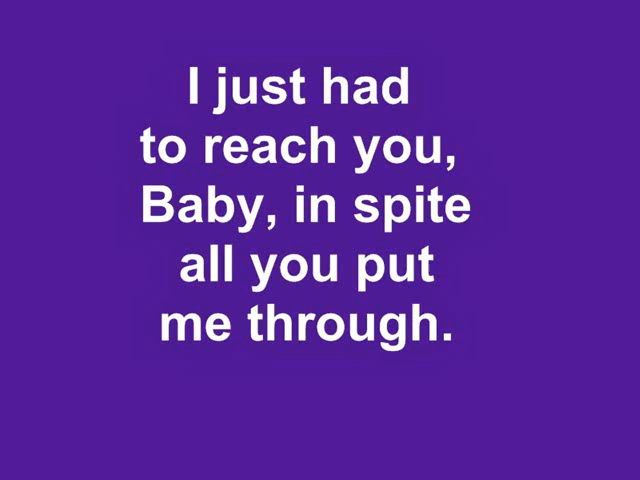 I just had
to reach you,
Baby, in spite
all you put
me through.